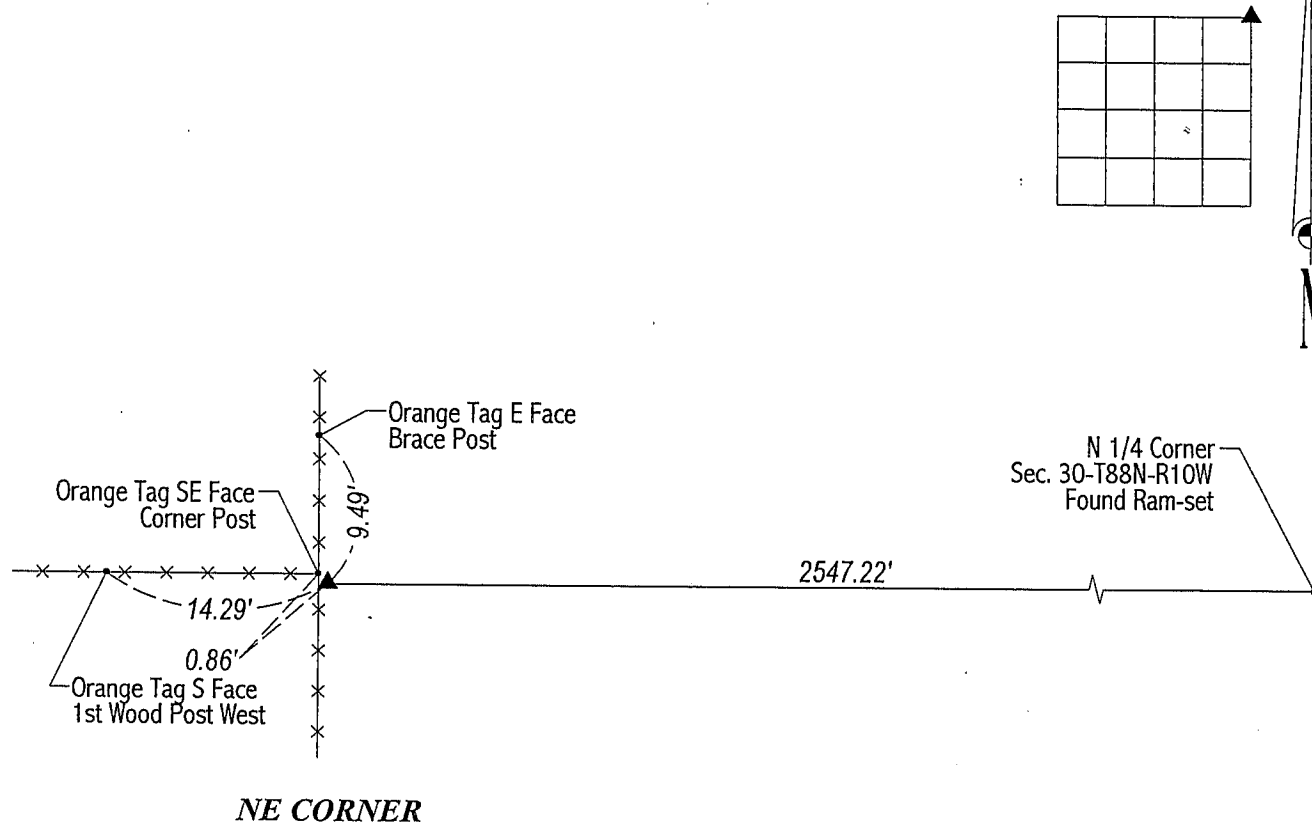 Orange Tag E Face
Brace Post
N 1/4 Corner
Sec. 30-T88N-R10W
Found Ram-set
Orange Tag SE Face
Corner Post
9.49'
2547.22'
14.29'
0.86'
Orange Tag S Face
1st Wood Post West
NE CORNER